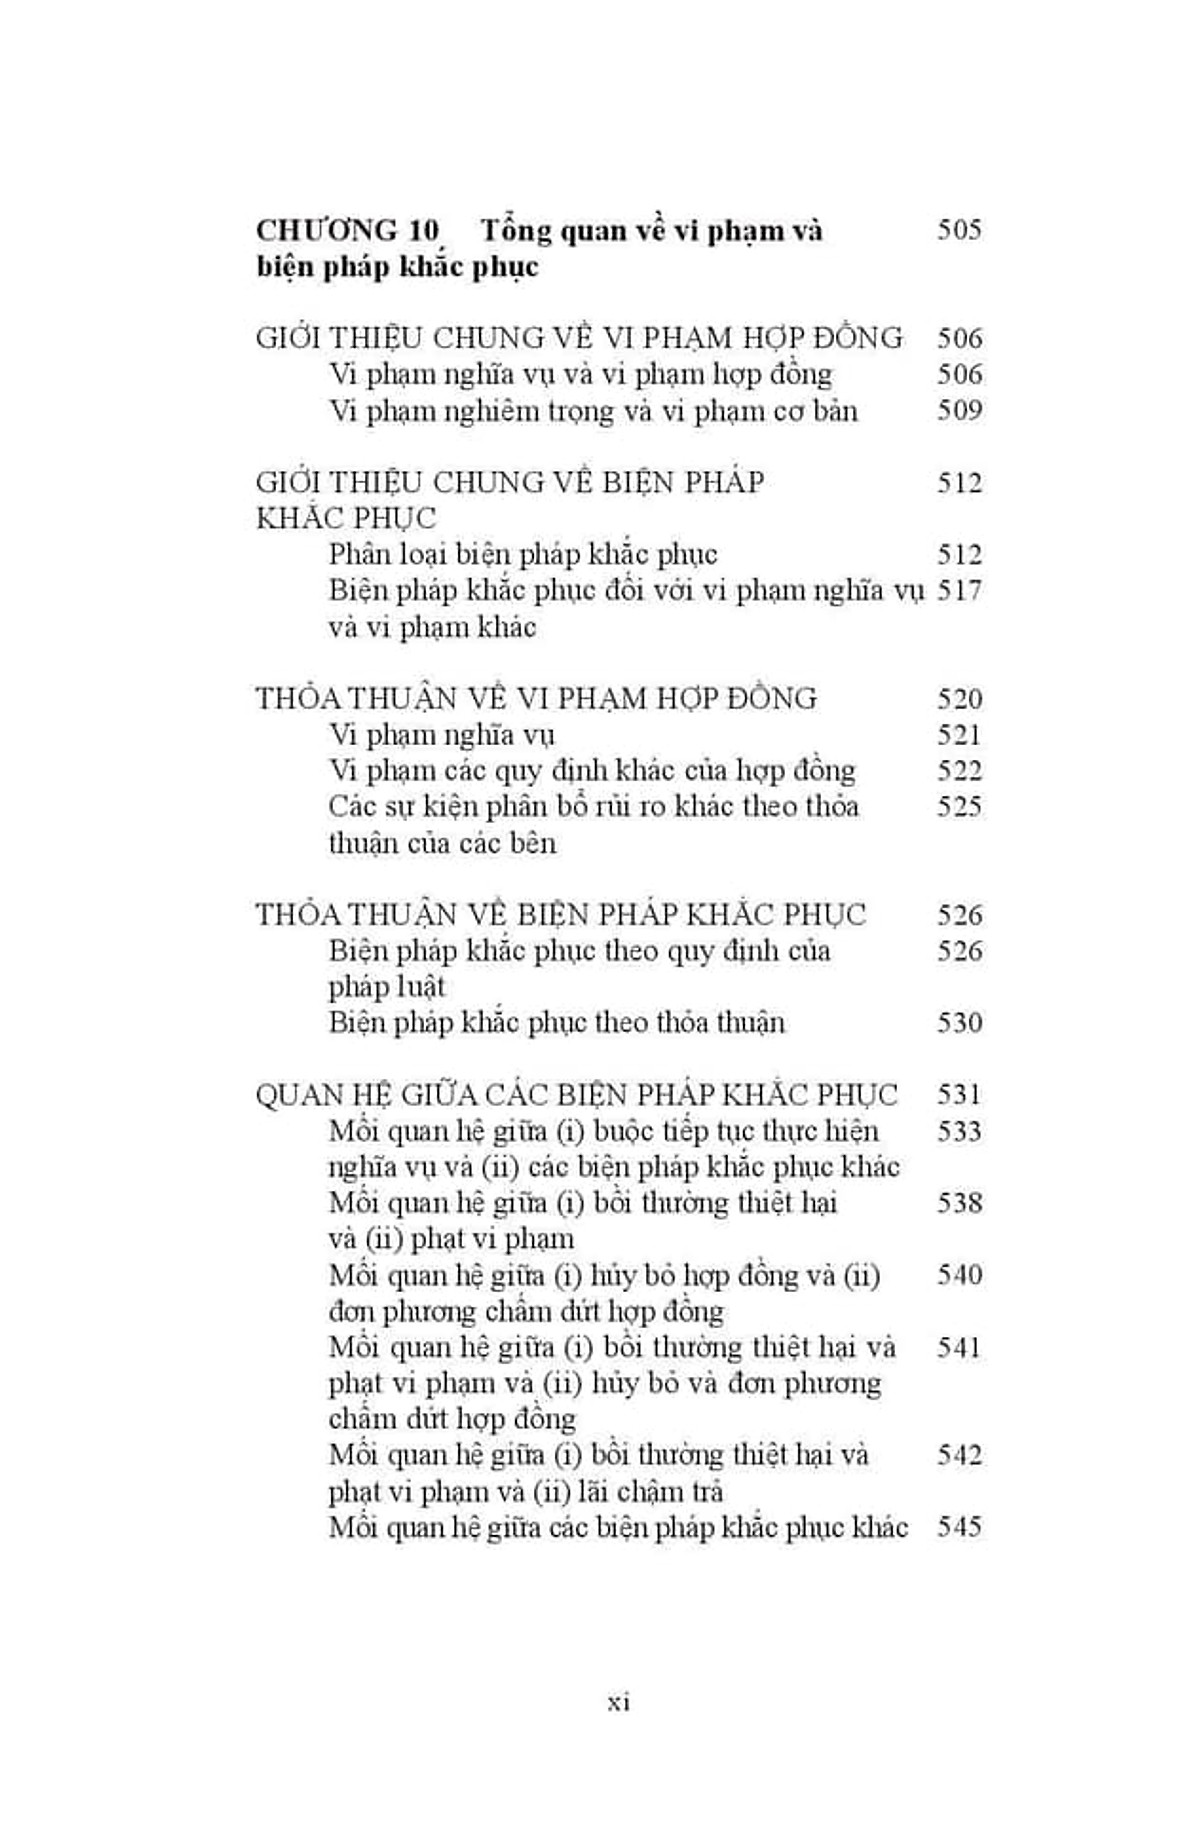 CHƯƠNG 10 Tổng quan về vi phạm và 505
biện pháp khắc phục
GIỚI THIỆU CHUNG VỀ VI PHẠM HỢP ĐỒNG 506
Vi phạm nghĩa vụ và vi phạm hợp đồng 506
Vi phạm nghiêm trọng và vi phạm cơ bản 509
GIỚI THIỆU CHUNG VỀ BIỆN PHÁP 512
KHẮC PHỤC
Phân loại biện pháp khắc phục 512
Biện pháp khắc phục đối với vi phạm nghĩa vụ 517
và vi phạm khác
THỎA THUẬN VỀ VI PHẠM HỢP ĐỒNG 520
Vi phạm nghĩa vụ 521
Vi phạm các quy định khác của hợp đồng 522
Các sự kiện phân bổ rủi ro khác theo thỏa 525
thuận của các bên
THỎA THUẬN VỀ BIỆN PHÁP KHẮC PHỤC 526
Biện pháp khắc phục theo quy định của 526
pháp luật
Biện pháp khắc phục theo thỏa thuận 530
QUAN HỆ GIỮA CÁC BIỆN PHÁP KHẮC PHỤC 531
Mối quan hệ giữa (i) buộc tiếp tục thực hiện 533
nghĩa vụ và (ii) các biện pháp khắc phục khác
Mối quan hệ giữa (i) bồi thường thiệt hại 538
và (ii) phạt vi phạm
Mối quan hệ giữa (i) hủy bỏ hợp đồng và (ii) 540
đơn phương chấm dứt hợp đồng
Mối quan hệ giữa (i) bồi thường thiệt hại và 541
phạt vi phạm và (ii) hủy bỏ và đơn phương
chấm dứt hợp đồng
Mối quan hệ giữa (i) bồi thường thiệt hại và 542
phạt vi phạm và (ii) lãi chậm trả
Mối quan hệ giữa các biện pháp khắc phục khác 545
xi